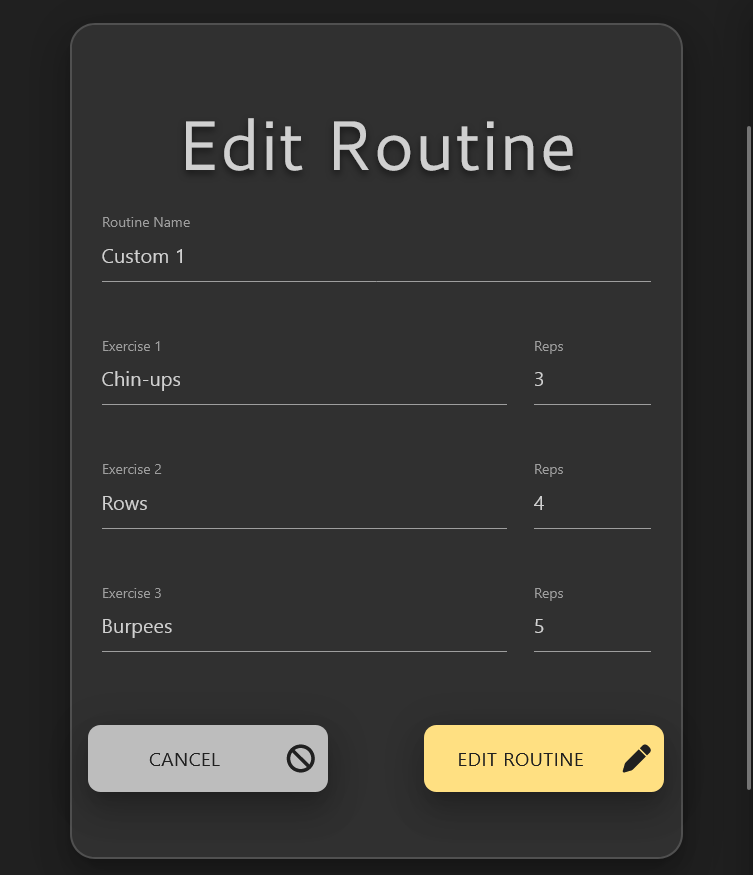 Edit Routine
Routine Name
Custom 1
Exercise 1 Reps
Chin-ups 3
Exercise 2 Reps
Rows 4
Exercise 3 Reps
Burpees 5
CANCEL EDIT ROUTINE